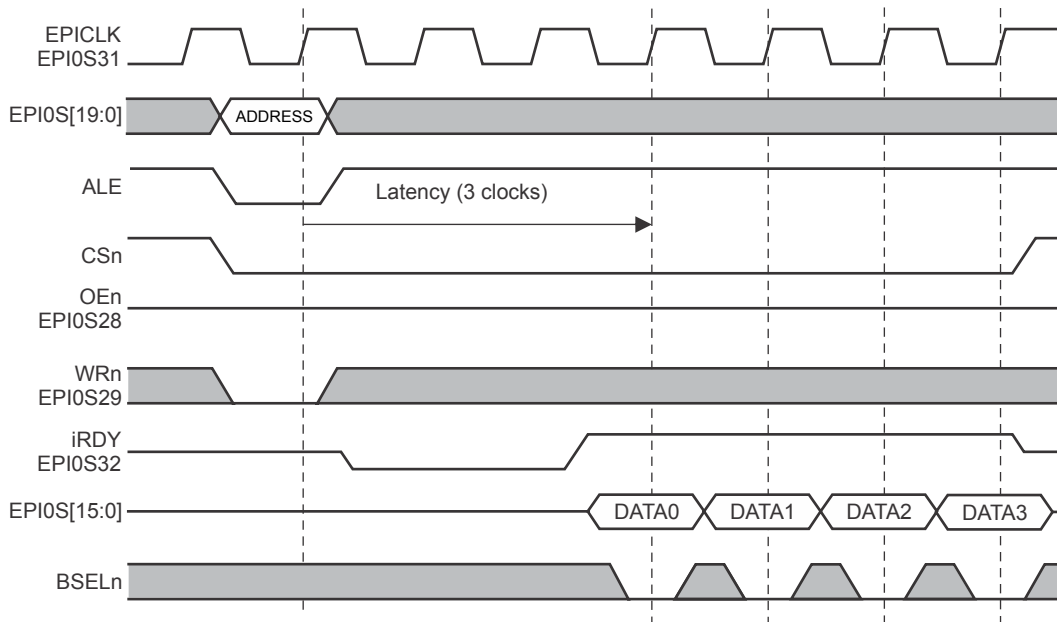 EPICLK
EPI0S31
EPI0S[19:0]
ADDRESS
ALE
Latency (3 clocks)
CSn
OEn
EPI0S28
WRn
EPI0S29
iRDY
EPI0S32
EPI0S[15:0]
DATA0
DATA1
DATA2
DATA3
BSELn